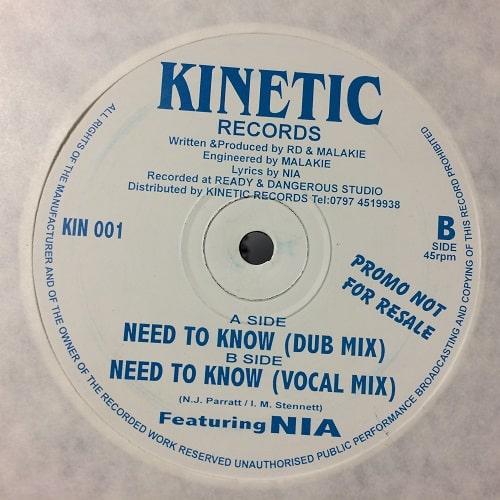 KINETIC
RECORDS
Written &Produced by RD & MALAKIE
Engineered by MALAKIE
Lyrics by NIA
Recorded at READY & DANGEROUS STUDIO
Distributed by KINETIC RECORDS Tel:0797 4519938
KIN 001
B
SIDE
45rpm
PROMO NOT
FOR RESALE
A SIDE
NEED TO KNOW (DUB MIX)
B SIDE
NEED TO KNOW (VOCAL MIX)
(N.J. Parratt / I. M. Stennett)
Featuring NIA
ALL RIGHTS OF THE MANUFACTURER AND OF THE OWNER OF THE RECORDED WORK RESERVED UNAUTHORISED PUBLIC PERFORMANCE BROADCASTING AND COPYING OF THIS RECORD PROHIBITED